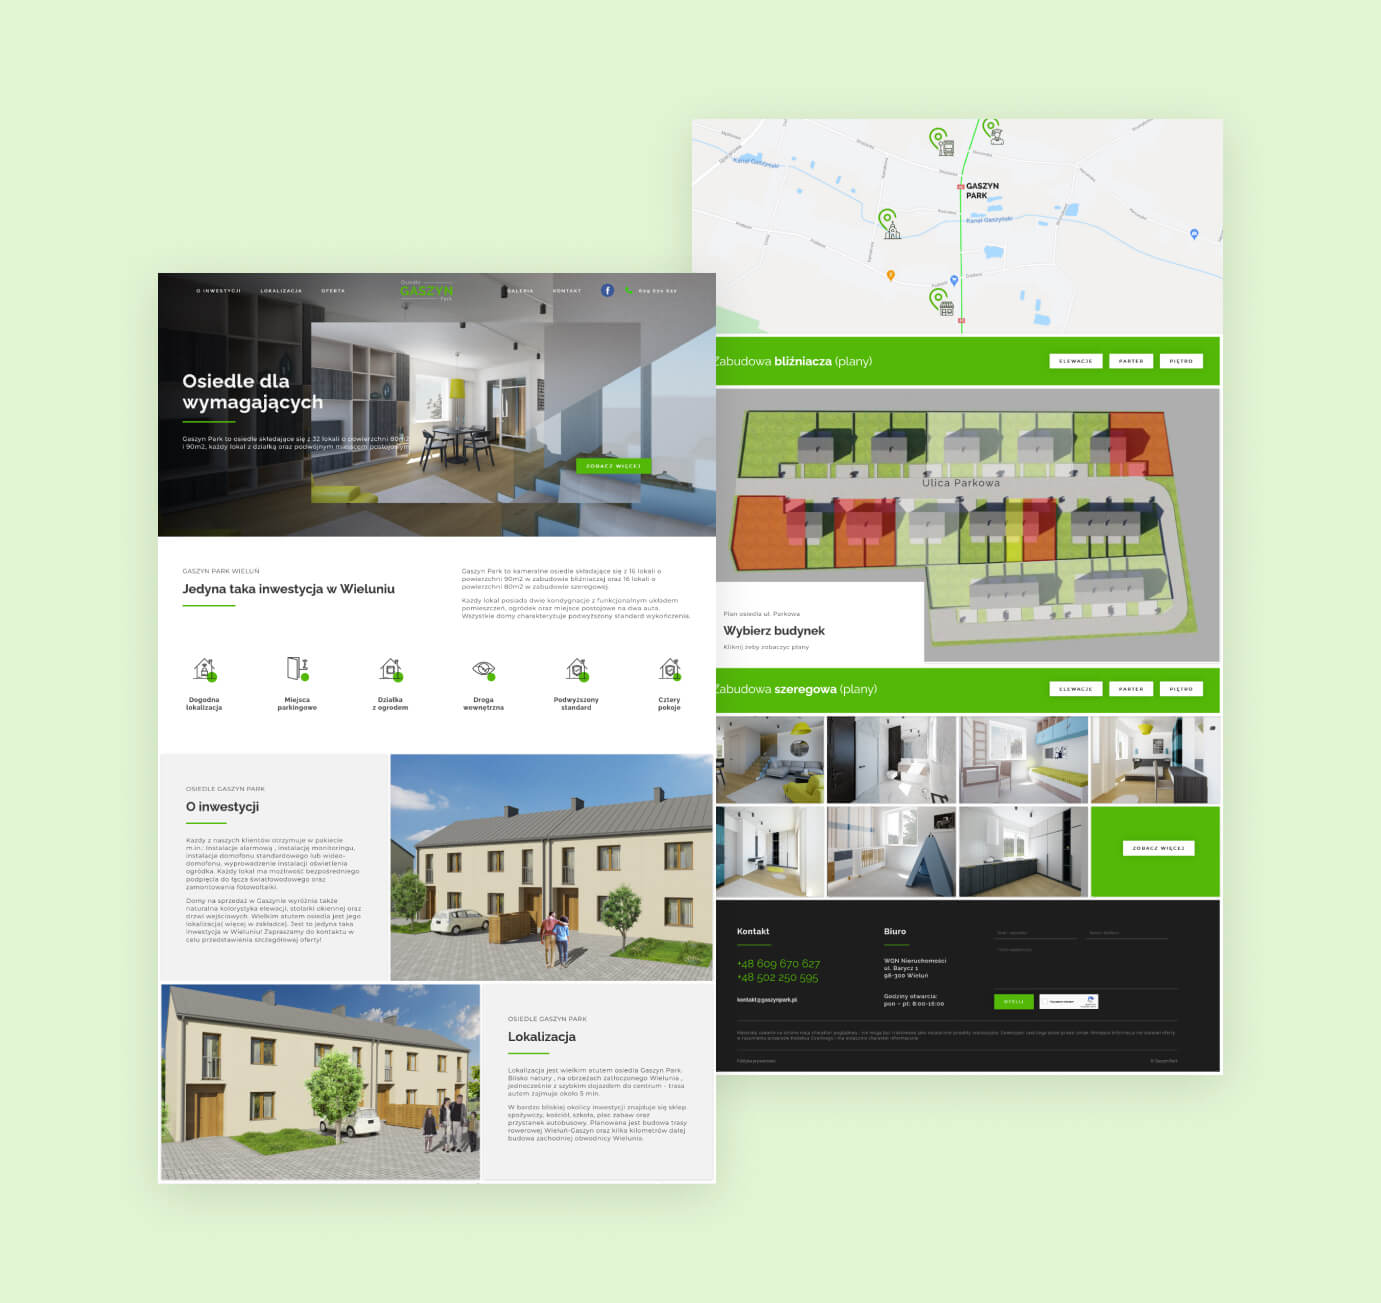 O INWESTYCJI
LOKALIZACJA
OFERTA
Osiedle
GASZYN
Park
GALERIA
KONTAKT
609 670 627
Osiedle dla
wymagających
Gaszyn Park to osiedle składające się z 32 lokali o powierzchni 80m2
i 90m2, każdy lokal z działką oraz podwójnym miejscem postojowym
ZOBACZ WIĘCEJ
GASZYN PARK WIELUŃ
Jedyna taka inwestycja w Wieluniu
Gaszyn Park to kameralne osiedle składające się z 16 lokali o
powierzchni 90m2 w zabudowie bliźniaczej oraz 16 lokali o
powierzchni 80m2 w zabudowie szeregowej.
Każdy lokal posiada dwie kondygnacje z funkcjonalnym układem
pomieszczeń, ogródek oraz miejsce postojowe na dwa auta.
Wszystkie domy charakteryzuje podwyższony standard wykończenia.
Dogodna
lokalizacja
Miejsca
parkingowe
Działka
z ogrodem
Droga
wewnętrzna
Podwyższony
standard
Cztery
pokoje
OSIEDLE GASZYN PARK
O inwestycji
Każdy z naszych klientów otrzymuje w pakiecie
m.in.: instalacje alarmową , instalację monitoringu,
instalacja domofonu standardowego lub wideo-
domofonu, wyprowadzenie instalacji oświetlenia
ogródka. Każdy lokal ma możliwość bezpośredniego
podpięcia do łącza światłowodowego oraz
zamontowania fotowoltaiki.
Domy na sprzedaż w Gaszynie wyróżnia także
naturalna kolorystyka elewacji, stolarki okiennej oraz
drzwi wejściowych. Wielkim atutem osiedla jest jego
lokalizacja( więcej w zakładce). Jest to jedyna taka
inwestycja w Wieluniu! Zapraszamy do kontaktu w
celu przedstawienia szczegółowej oferty!
OSIEDLE GASZYN PARK
Lokalizacja
Lokalizacja jest wielkim atutem osiedla Gaszyn Park.
Blisko natury , na obrzeżach zatłoczonego Wielunia ,
jednocześnie z szybkim dojazdem do centrum - trasa
autem zajmuje około 5 min.
W bardzo bliskiej okolicy inwestycji znajduje się sklep
spożywczy, kościół, szkoła, plac zabaw oraz
przystanek autobusowy. Planowana jest budowa trasy
rowerowej Wieluń-Gaszyn oraz kilka kilometrów dalej
budowa zachodniej obwodnicy Wielunia.
Kanał Gaszyński
GASZYN
PARK
Kanał Gaszyński
Zabudowa bliźniacza (plany)
ELEWACJE
PARTER
PIĘTRO
Ulica Parkowa
Plan osiedla ul. Parkowa
Wybierz budynek
Kliknij żeby zobaczyc plany
Zabudowa szeregowa (plany)
ELEWACJE
PARTER
PIĘTRO
ZOBACZ WIĘCEJ
Kontakt
+48 609 670 627
+48 502 250 595
kontakt@gaszynpark.pl
Biuro
WGN Nieruchomości
ul. Barycz 1
98-300 Wieluń
Godziny otwarcia:
pon – pt: 8:00-16:00
WYŚLIJ
Polityka prywatności
© Gaszyn Park